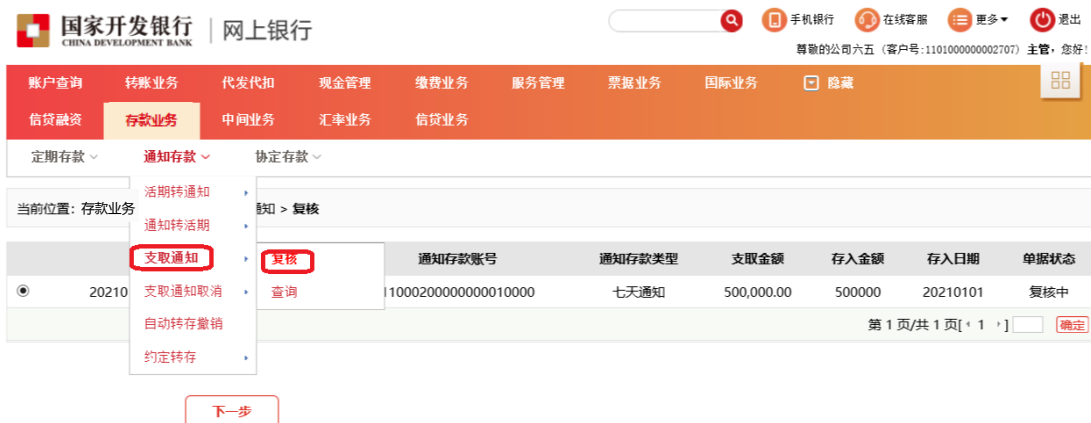 国家开发银行 网上银行 手机银行 在线客服 更多 退出
CHINA DEVELOPMENT BANK
尊敬的公司六五（客户号:1101000000002707）主管，您好!
账户查询 转账业务 代发代扣 现金管理 缴费业务 服务管理 票据业务 国际业务 隐藏
信贷融资 存款业务 中间业务 汇率业务 信贷业务
定期存款 通知存款 协定存款
活期转通知
当前位置：存款业务 通知 > 复核
通知转活期
支取通知 复核 通知存款账号 通知存款类型 支取金额 存入金额 存入日期 单据状态
20210 支取通知取消 查询 11000200000000010000 七天通知 500,000.00 500000 20210101 复核中
自动转存撤销 第 1 页/共 1 页[ 1 ] 确定
约定转存
下一步